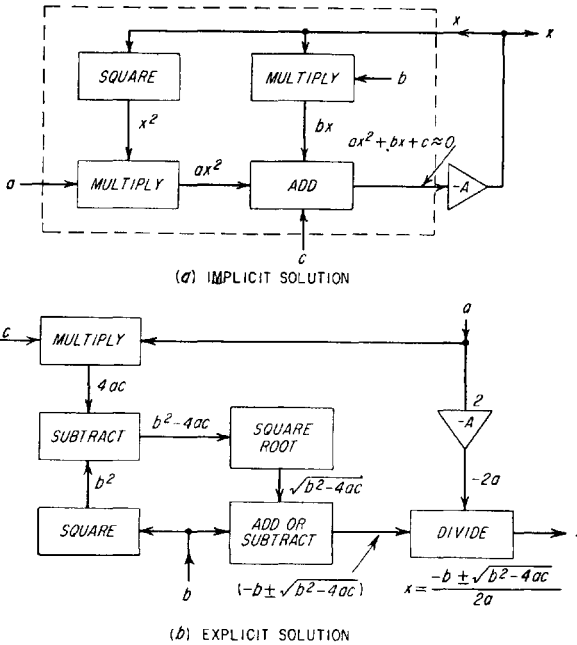 x
x
SQUARE
MULTIPLY
b
x²
bx
ax²+bx+c≈0
a
MULTIPLY
ax²
ADD
-A
c
(a) IMPLICIT SOLUTION
a
c
MULTIPLY
4ac
2
-A
SUBTRACT
b²-4ac
SQUARE
ROOT
b²
√b²-4ac
-2a
SQUARE
ADD OR
SUBTRACT
DIVIDE
b
(-b±√b²-4ac)
x= -b±√b²-4ac
2a
(b) EXPLICIT SOLUTION